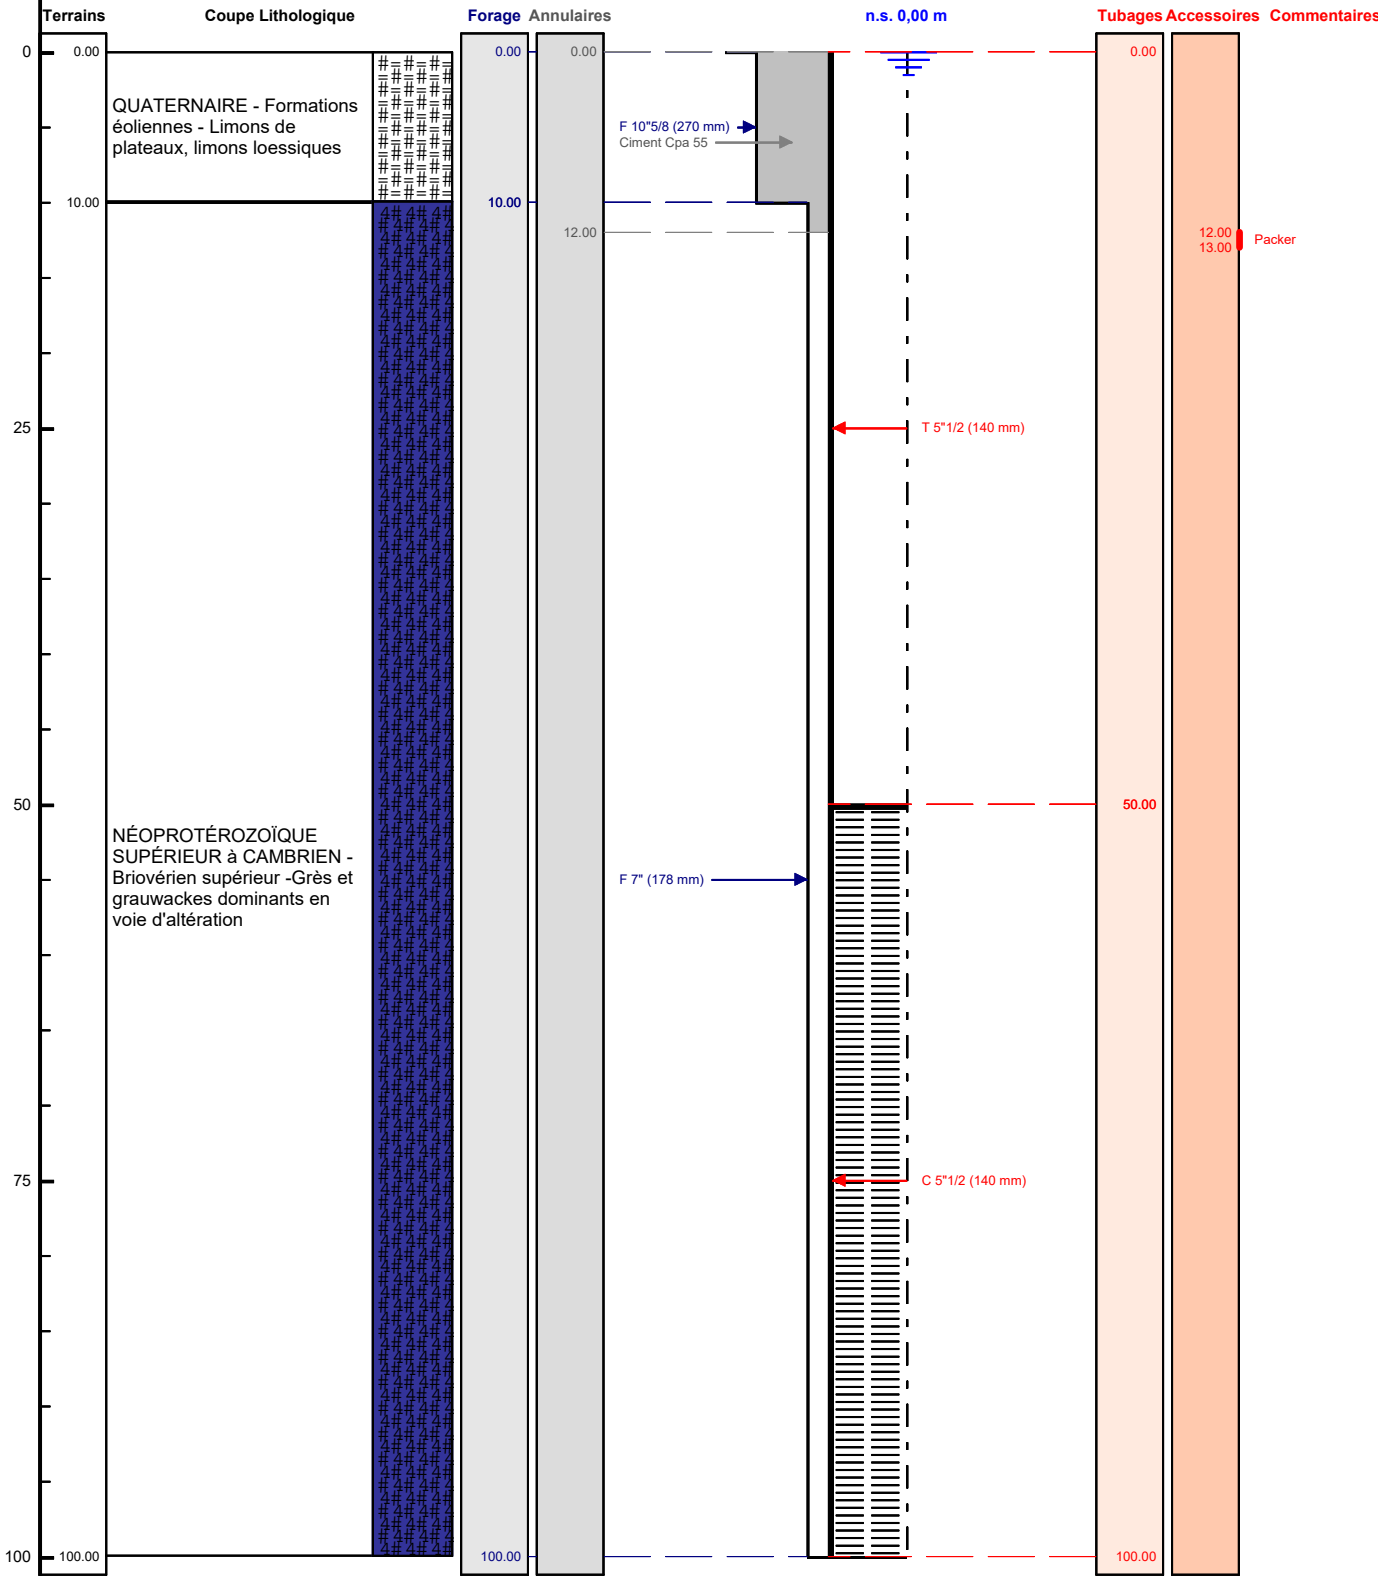 Terrains Coupe Lithologique Forage Annulaires n.s. 0,00 m Tubages Accessoires Commentaires
0 0.00 0.00 0.00 0.00
QUATERNAIRE - Formations
éoliennes - Limons de
plateaux, limons loessiques
F 10"5/8 (270 mm)
Ciment Cpa 55
10.00 10.00
12.00 12.00 Packer
13.00
25 T 5"1/2 (140 mm)
50 50.00
NÉOPROTÉROZOÏQUE
SUPÉRIEUR à CAMBRIEN -
Briovérien supérieur -Grès et
grauwackes dominants en
voie d'altération
F 7" (178 mm)
75 C 5"1/2 (140 mm)
100 100.00 100.00 100.00